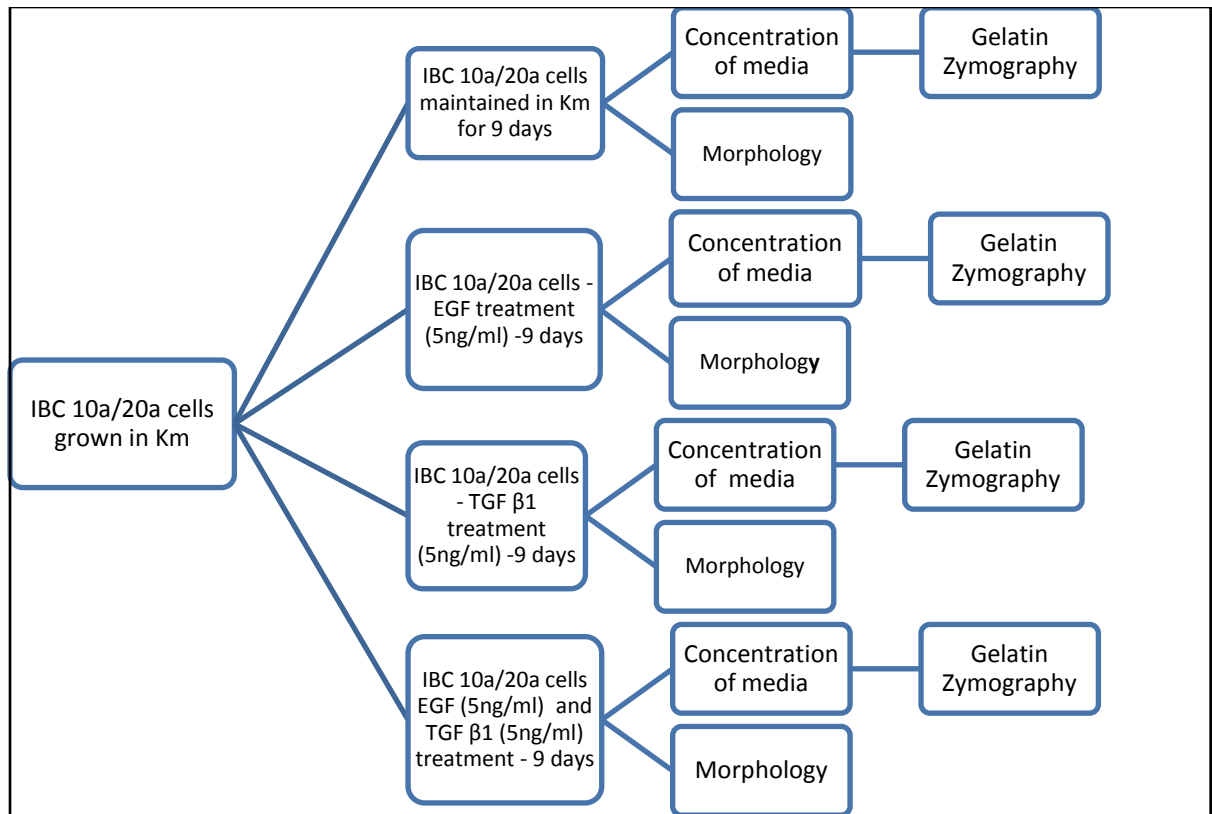 IBC 10a/20a cells
grown in Km
IBC 10a/20a cells
maintained in Km
for 9 days
Concentration
of media
Gelatin
Zymography
Morphology
IBC 10a/20a cells -
EGF treatment
(5ng/ml) -9 days
Concentration
of media
Gelatin
Zymography
Morphology
IBC 10a/20a cells
- TGF β1
treatment
(5ng/ml) -9 days
Concentration
of media
Gelatin
Zymography
Morphology
IBC 10a/20a cells
EGF (5ng/ml) and
TGF β1 (5ng/ml)
treatment - 9 days
Concentration
of media
Gelatin
Zymography
Morphology